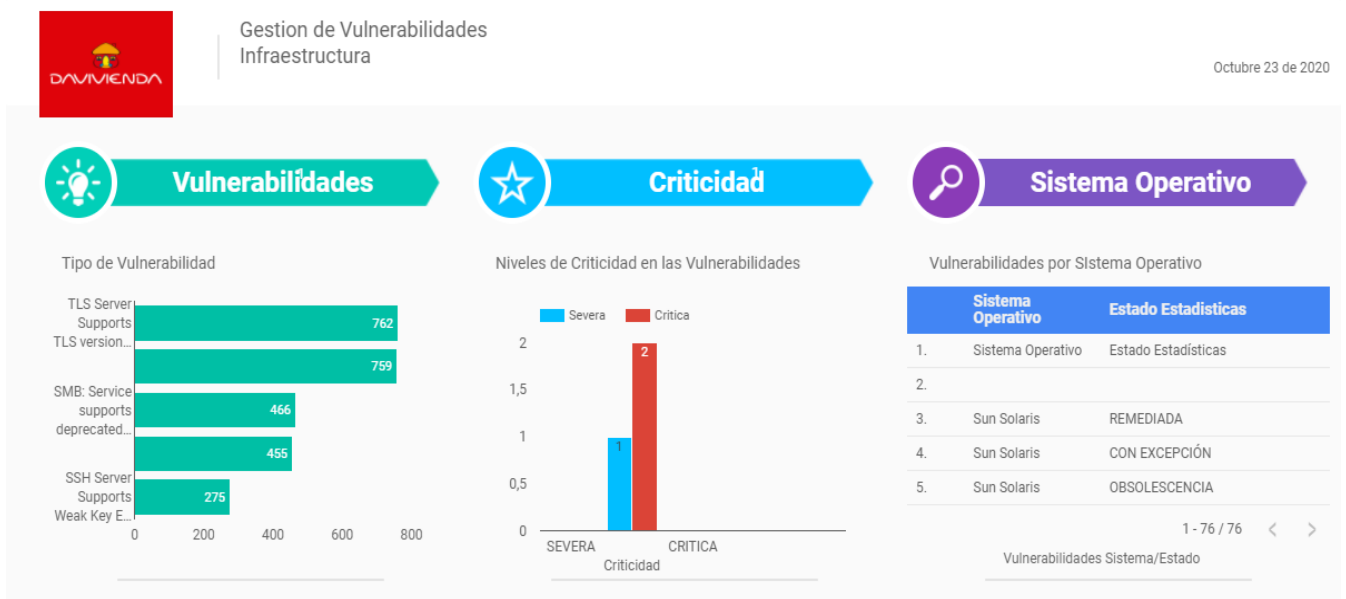 DAVIVIENDA
Gestion de Vulnerabilidades
Infraestructura
Octubre 23 de 2020
Vulnerabilidades
Criticidad
Sistema Operativo
Tipo de Vulnerabilidad
TLS Server
Supports
TLS version...
SMB: Service
supports
deprecated...
SSH Server
Supports
Weak Key E...
762
759
466
455
275
0 200 400 600 800
Niveles de Criticidad en las Vulnerabilidades
Severa Critica
2
1,5
1
0,5
0
1
2
SEVERA CRITICA
Criticidad
Vulnerabilidades por SIstema Operativo
Sistema
Operativo
Estado Estadisticas
1. Sistema Operativo Estado Estadísticas
2.
3. Sun Solaris REMEDIADA
4. Sun Solaris CON EXCEPCIÓN
5. Sun Solaris OBSOLESCENCIA
1 - 76 / 76 < >
Vulnerabilidades Sistema/Estado